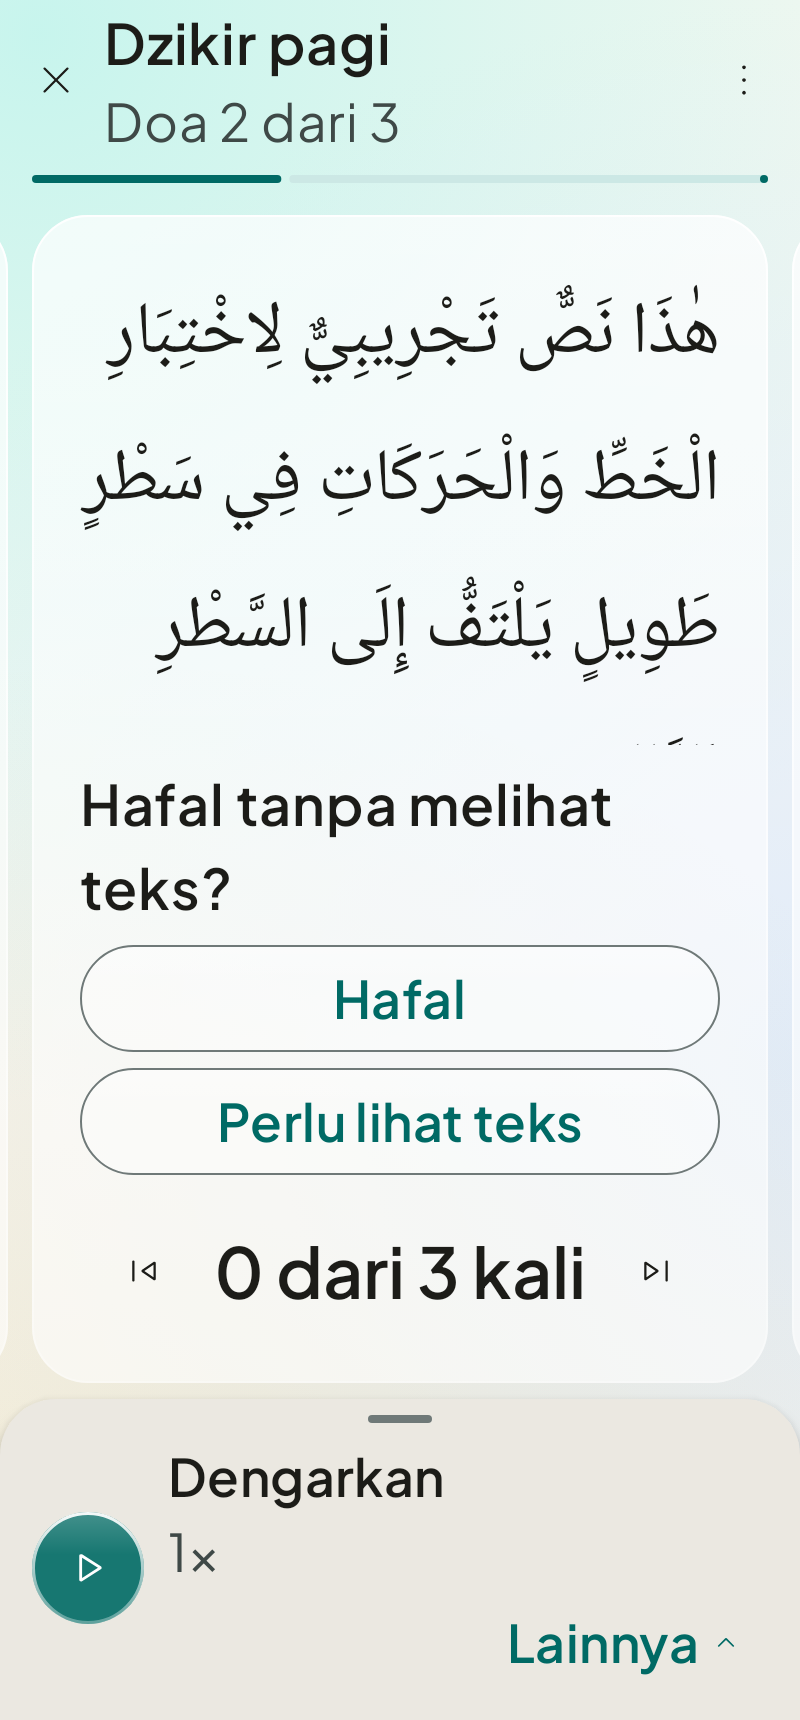 Dzikir pagi
Doa 2 dari 3
هٰذَا نَصٌّ تَجْرِيبِيٌّ لِاخْتِبَارِ
الْخَطِّ وَالْحَرَكَاتِ فِي سَطْرٍ
طَوِيلٍ يَلْتَفُّ إِلَى السَّطْرِ
Hafal tanpa melihat
teks?
Hafal
Perlu lihat teks
0 dari 3 kali
Dengarkan
1×
Lainnya